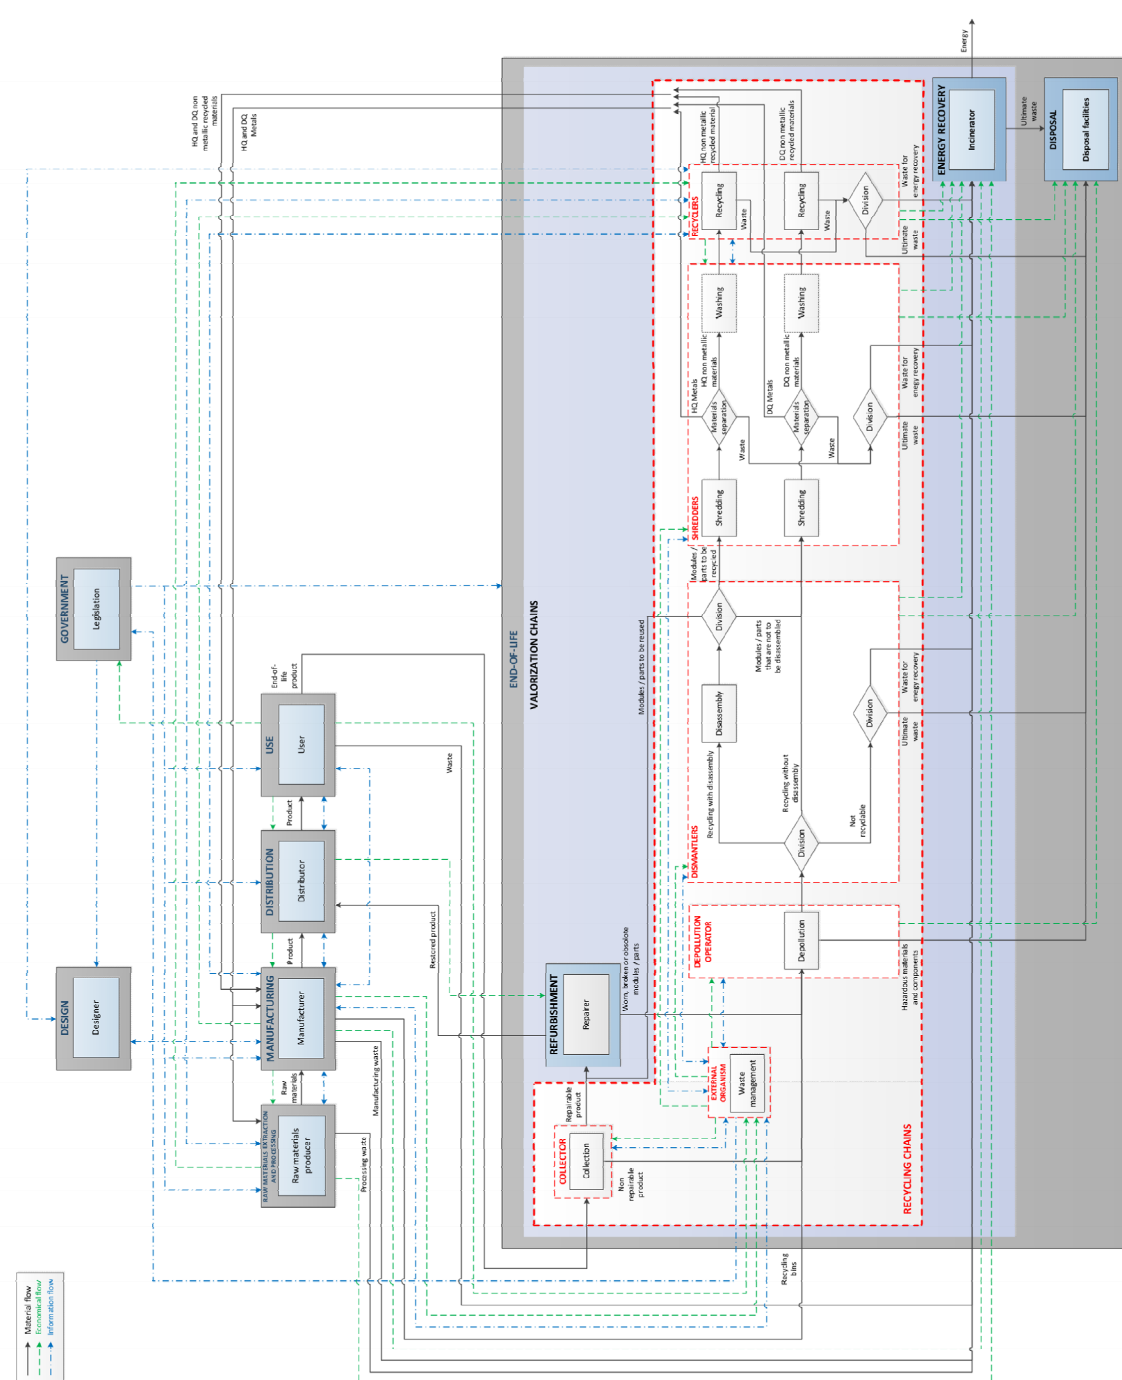 Material flow
Economical flow
Information flow
DESIGN
Designer
GOVERNMENT
Legislation
RAW MATERIALS EXTRACTION
AND PROCESSING
Raw materials
producer
Raw
materials
MANUFACTURING
Manufacturer
Product
DISTRIBUTION
Distributor
Product
USE
User
End-of-
life
product
Processing waste
Manufacturing waste
Restored product
Waste
HQ and DQ non
metallic recycled
materials
HQ and DQ
Metals
END-OF-LIFE
VALORIZATION CHAINS
RECYCLING CHAINS
COLLECTOR
Collection
Repairable
product
Non
repairable
product
Recycling
bins
REFURBISHMENT
Repairer
Worn, broken or obsolete
modules / parts
Modules / parts to be reused
EXTERNAL
ORGANISM
Waste
management
DEPOLLUTION
OPERATOR
Depollution
Hazardous materials
and components
DISMANTLERS
Division
Recycling with disassembly
Recycling without
disassembly
Not
recyclable
Disassembly
Division
Modules / parts
that are not to
be disassembled
Modules /
parts to be
recycled
Division
Waste for
energy recovery
Ultimate
waste
SHREDDERS
Shredding
Shredding
Materials
separation
Materials
separation
HQ Metals
HQ non metallic
materials
DQ Metals
DQ non metallic
materials
Waste
Waste
Division
Waste for
energy recovery
Ultimate
waste
Washing
Washing
RECYCLERS
Recycling
Recycling
Waste
Waste
Division
HQ non metallic
recycled material
DQ non metallic
recycled materials
Waste for
energy recovery
Ultimate
waste
ENERGY RECOVERY
Incinerator
Energy
Ultimate
waste
DISPOSAL
Disposal facilities